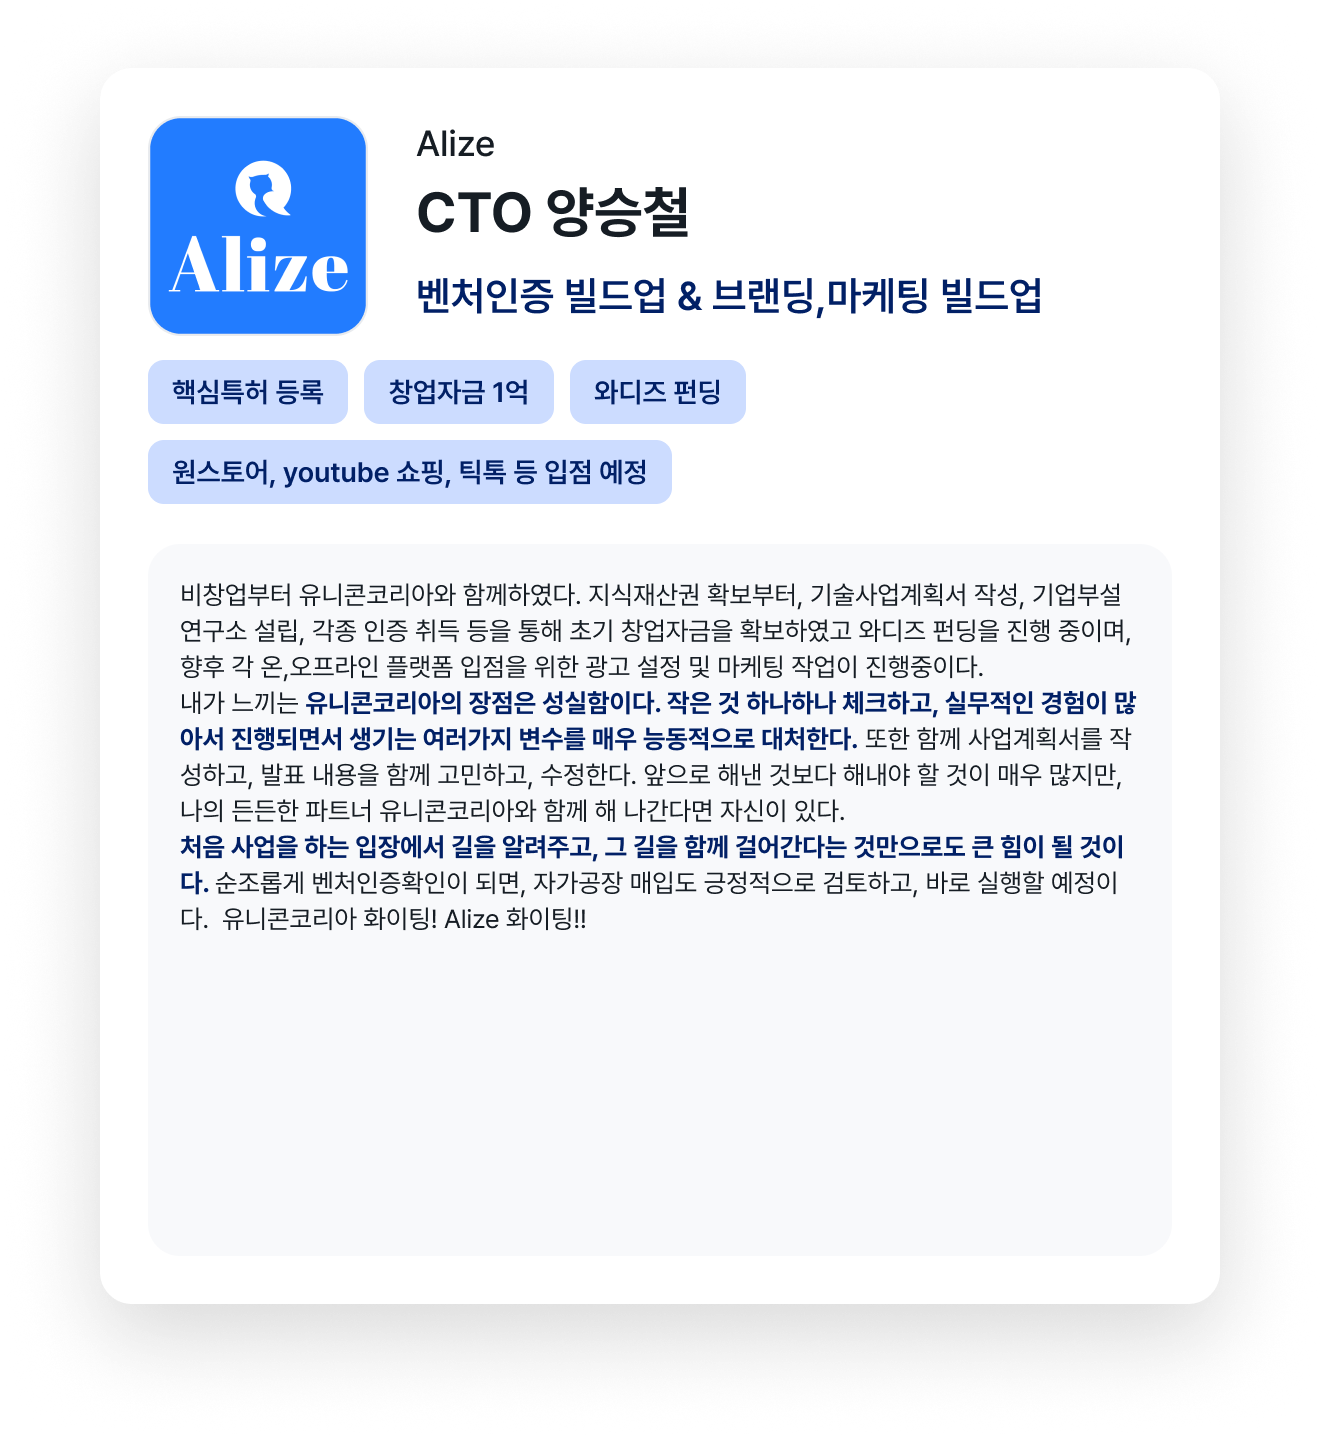 Alize
Alize
CTO 양승철
벤처인증 빌드업 & 브랜딩,마케팅 빌드업
핵심특허 등록
창업자금 1억
와디즈 펀딩
원스토어, youtube 쇼핑, 틱톡 등 입점 예정
비창업부터 유니콘코리아와 함께하였다. 지식재산권 확보부터, 기술사업계획서 작성, 기업부설
연구소 설립, 각종 인증 취득 등을 통해 초기 창업자금을 확보하였고 와디즈 펀딩을 진행 중이며,
향후 각 온,오프라인 플랫폼 입점을 위한 광고 설정 및 마케팅 작업이 진행중이다.
내가 느끼는 유니콘코리아의 장점은 성실함이다. 작은 것 하나하나 체크하고, 실무적인 경험이 많
아서 진행되면서 생기는 여러가지 변수를 매우 능동적으로 대처한다. 또한 함께 사업계획서를 작
성하고, 발표 내용을 함께 고민하고, 수정한다. 앞으로 해낸 것보다 해내야 할 것이 매우 많지만,
나의 든든한 파트너 유니콘코리아와 함께 해 나간다면 자신이 있다.
처음 사업을 하는 입장에서 길을 알려주고, 그 길을 함께 걸어간다는 것만으로도 큰 힘이 될 것이
다. 순조롭게 벤처인증확인이 되면, 자가공장 매입도 긍정적으로 검토하고, 바로 실행할 예정이
다.  유니콘코리아 화이팅! Alize 화이팅!!